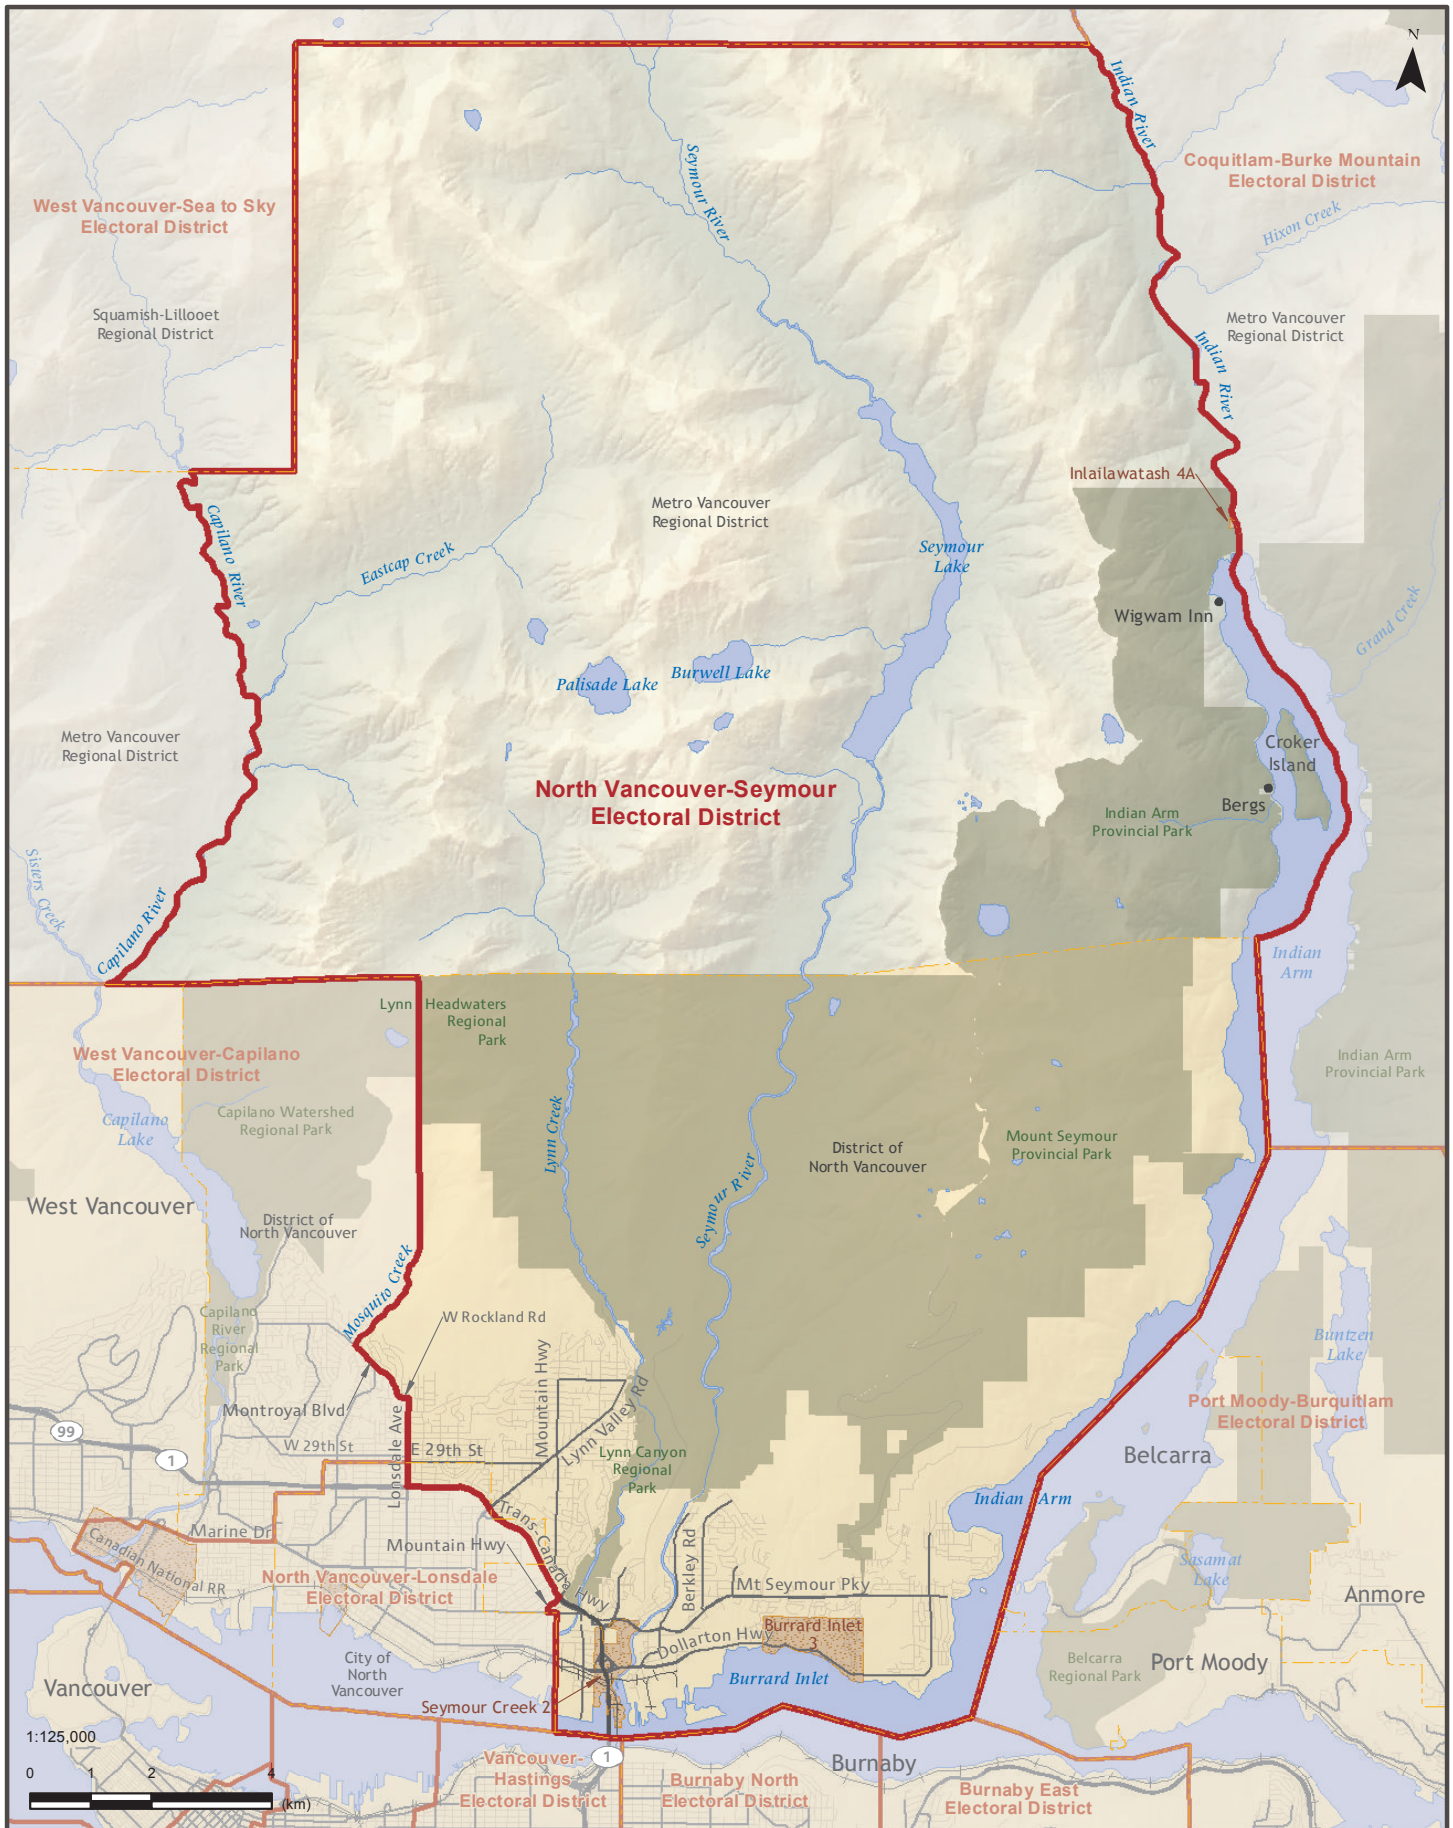 N
Indian River
Seymour River
Coquitlam-Burke Mountain
Electoral District
Hixon Creek
West Vancouver-Sea to Sky
Electoral District
Squamish-Lillooet
Regional District
Metro Vancouver
Regional District
Indian River
Inlailawatash 4A
Metro Vancouver
Regional District
Capilano River
Eastcap Creek
Seymour
Lake
Wigwam Inn
Grand Creek
Palisade Lake
Burwell Lake
Metro Vancouver
Regional District
Croker
Island
North Vancouver-Seymour
Electoral District
Bergs
Indian Arm
Provincial Park
Sisters Creek
Capilano River
Indian
Arm
Lynn Headwaters
Regional
Park
West Vancouver-Capilano
Electoral District
Indian Arm
Provincial Park
Capilano Watershed
Regional Park
Capilano
Lake
Lynn Creek
District of
North Vancouver
Mount Seymour
Provincial Park
Seymour River
West Vancouver
District of
North Vancouver
Mosquito Creek
Capilano
River
Regional
Park
W Rockland Rd
Buntzen
Lake
Mountain Hwy
Montroyal Blvd
Lynn Valley Rd
Port Moody-Burquitlam
Electoral District
99
1
W 29th St
Lonsdale Ave
E 29th St
Lynn Canyon
Regional
Park
Belcarra
Indian Arm
Trans-Canada Hwy
Marine Dr
Canadian National RR
Mountain Hwy
Berkley Rd
Sasamat
Lake
North Vancouver-Lonsdale
Electoral District
Mt Seymour Pky
Anmore
Burrard Inlet
3
Dollarton Hwy
City of
North
Vancouver
Burrard Inlet
Belcarra
Regional Park
Port Moody
Vancouver
Seymour Creek 2
1:125,000
0 1 2 4
(km)
1
Burnaby
Vancouver-
Hastings
Electoral District
Burnaby North
Electoral District
Burnaby East
Electoral District